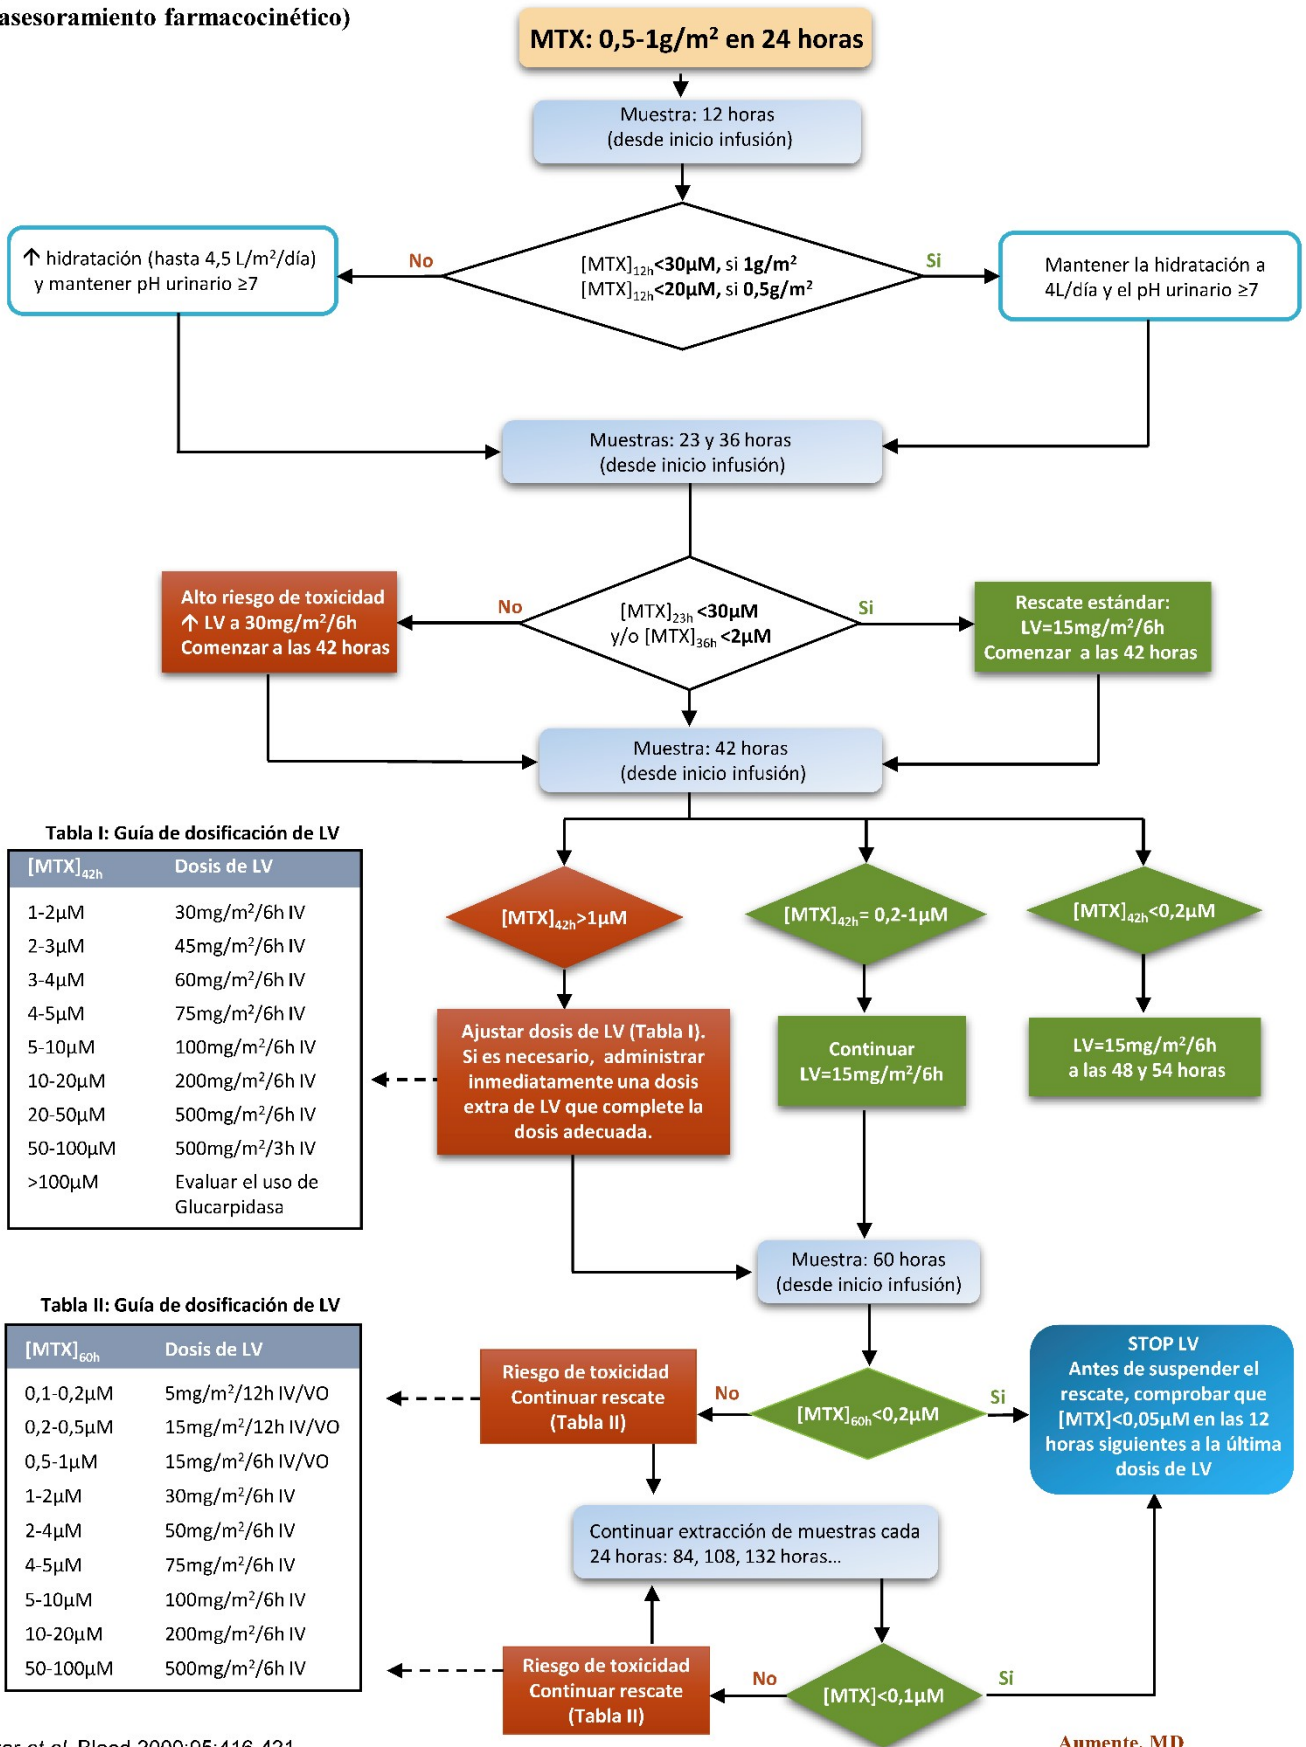 asesoramiento farmacocinético)
MTX: 0,5-1g/m² en 24 horas
Muestra: 12 horas
(desde inicio infusión)
↑ hidratación (hasta 4,5 L/m²/día)
y mantener pH urinario ≥7
No
[MTX]12h<30µM, si 1g/m²
[MTX]12h<20µM, si 0,5g/m²
Si
Mantener la hidratación a
4L/día y el pH urinario ≥7
Muestras: 23 y 36 horas
(desde inicio infusión)
Alto riesgo de toxicidad
↑ LV a 30mg/m²/6h
Comenzar a las 42 horas
No
[MTX]23h<30µM
y/o [MTX]36h<2µM
Si
Rescate estándar:
LV=15mg/m²/6h
Comenzar a las 42 horas
Muestra: 42 horas
(desde inicio infusión)
Tabla I: Guía de dosificación de LV
[MTX]42h Dosis de LV
1-2µM 30mg/m²/6h IV
2-3µM 45mg/m²/6h IV
3-4µM 60mg/m²/6h IV
4-5µM 75mg/m²/6h IV
5-10µM 100mg/m²/6h IV
10-20µM 200mg/m²/6h IV
20-50µM 500mg/m²/6h IV
50-100µM 500mg/m²/3h IV
>100µM Evaluar el uso de
Glucarpidasa
[MTX]42h>1µM
[MTX]42h= 0,2-1µM
[MTX]42h<0,2µM
Ajustar dosis de LV (Tabla I).
Si es necesario, administrar
inmediatamente una dosis
extra de LV que complete la
dosis adecuada.
Continuar
LV=15mg/m²/6h
LV=15mg/m²/6h
a las 48 y 54 horas
Muestra: 60 horas
(desde inicio infusión)
Tabla II: Guía de dosificación de LV
[MTX]60h Dosis de LV
0,1-0,2µM 5mg/m²/12h IV/VO
0,2-0,5µM 15mg/m²/12h IV/VO
0,5-1µM 15mg/m²/6h IV/VO
1-2µM 30mg/m²/6h IV
2-4µM 50mg/m²/6h IV
4-5µM 75mg/m²/6h IV
5-10µM 100mg/m²/6h IV
10-20µM 200mg/m²/6h IV
50-100µM 500mg/m²/6h IV
Riesgo de toxicidad
Continuar rescate
(Tabla II)
No
[MTX]60h<0,2µM
Si
STOP LV
Antes de suspender el
rescate, comprobar que
[MTX]<0,05µM en las 12
horas siguientes a la última
dosis de LV
Continuar extracción de muestras cada
24 horas: 84, 108, 132 horas...
Riesgo de toxicidad
Continuar rescate
(Tabla II)
No
[MTX]<0,1µM
Si
et al. Blood
Aumente, MD